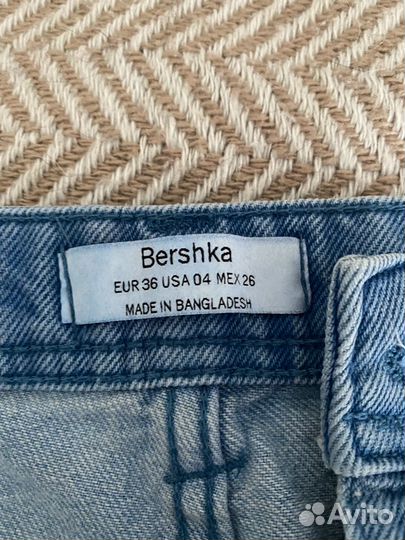 Bershka
EUR 36 USA 04 MEX 26
MADE IN BANGLADESH
Avito